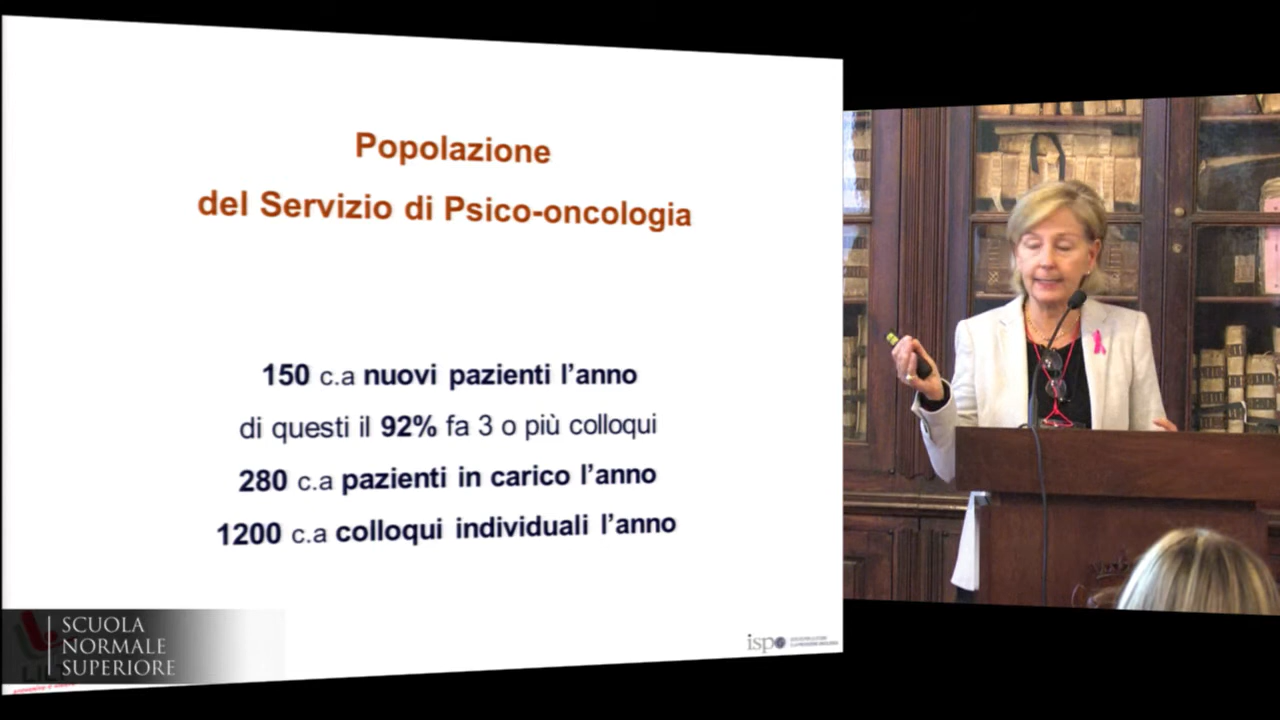 Popolazione
del Servizio di Psico-oncologia
150 c.a nuovi pazienti l'anno
di questi il 92% fa 3 o più colloqui
280 c.a pazienti in carico l'anno
1200 c.a colloqui individuali l'anno
SCUOLA
NORMALE
SUPERIORE
ispo